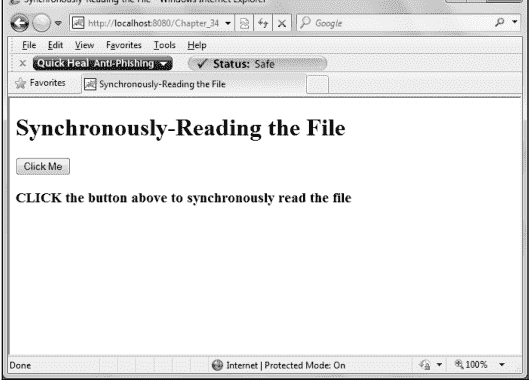 Synchronously-Reading the File - Windows Internet Explorer
http://localhost:8080/Chapter_34
Google
File Edit View Favorites Tools Help
Quick Heal Anti-Phishing Status: Safe
Favorites Synchronously-Reading the File
Synchronously-Reading the File
Click Me
CLICK the button above to synchronously read the file
Done Internet | Protected Mode: On 100%